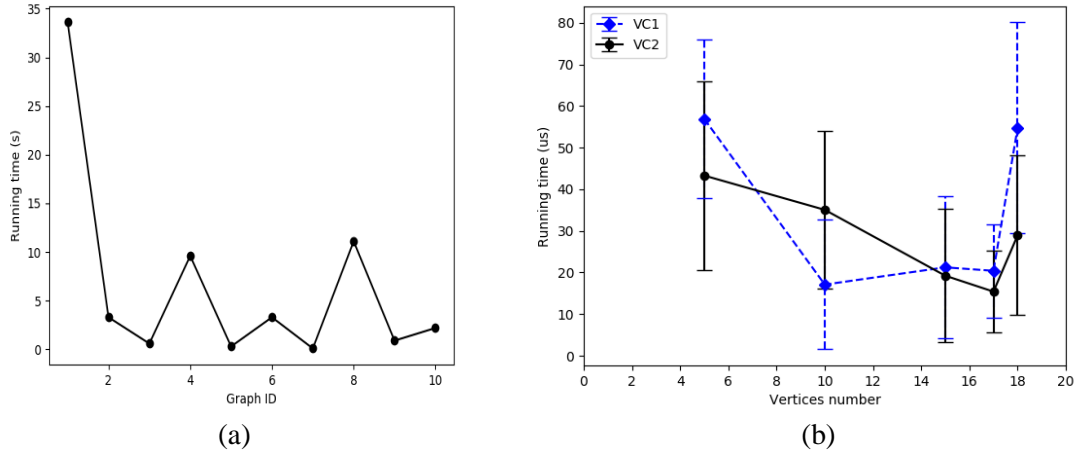 35
30
25
20
15
10
5
0
Running time (s)
2 4 6 8 10
Graph ID
(a)
VC1
VC2
80
70
60
50
40
30
20
10
0
Running time (us)
0 2 4 6 8 10 12 14 16 18 20
Vertices number
(b)